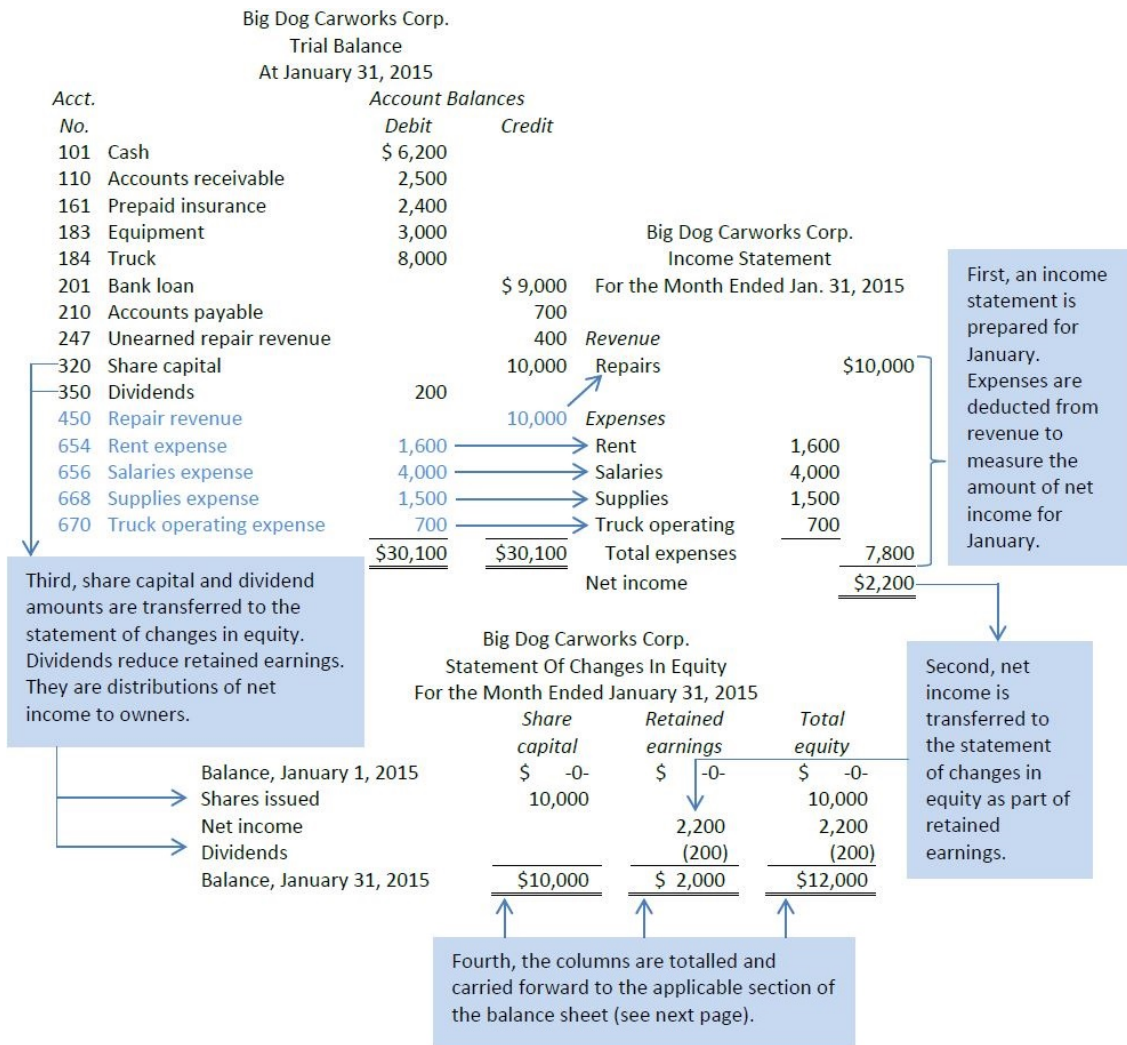 Big Dog Carworks Corp.
Trial Balance
At January 31, 2015
Acct. Account Balances
No. Debit Credit
101 Cash $ 6,200
110 Accounts receivable 2,500
161 Prepaid insurance 2,400
183 Equipment 3,000
184 Truck 8,000
201 Bank loan $ 9,000
210 Accounts payable 700
247 Unearned repair revenue 400
320 Share capital 10,000
350 Dividends 200
450 Repair revenue 10,000
654 Rent expense 1,600
656 Salaries expense 4,000
668 Supplies expense 1,500
670 Truck operating expense 700
$30,100 $30,100
Big Dog Carworks Corp.
Income Statement
For the Month Ended Jan. 31, 2015
Revenue
Repairs $10,000
Expenses
Rent 1,600
Salaries 4,000
Supplies 1,500
Truck operating 700
Total expenses 7,800
Net income $2,200
First, an income
statement is
prepared for
January.
Expenses are
deducted from
revenue to
measure the
amount of net
income for
January.
Third, share capital and dividend
amounts are transferred to the
statement of changes in equity.
Dividends reduce retained earnings.
They are distributions of net
income to owners.
Big Dog Carworks Corp.
Statement Of Changes In Equity
For the Month Ended January 31, 2015
Share Retained Total
capital earnings equity
Balance, January 1, 2015 $ -0- $ -0- $ -0-
Shares issued 10,000 10,000
Net income 2,200 2,200
Dividends (200) (200)
Balance, January 31, 2015 $10,000 $ 2,000 $12,000
Second, net
income is
transferred to
the statement
of changes in
equity as part of
retained
earnings.
Fourth, the columns are totalled and
carried forward to the applicable section of
the balance sheet (see next page).